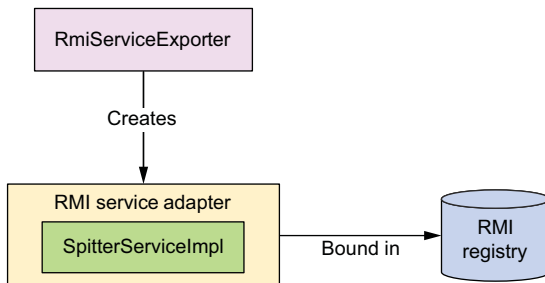 RmiServiceExporter
Creates
RMI service adapter
SpitterServiceImpl
Bound in
RMI
registry